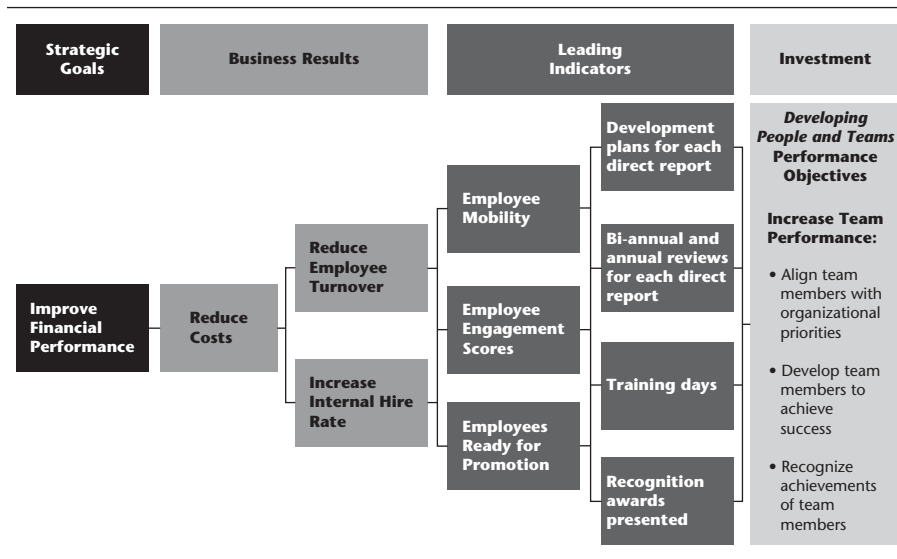 Strategic
Goals
Business Results
Leading
Indicators
Investment
Improve
Financial
Performance
Reduce
Costs
Reduce
Employee
Turnover
Increase
Internal Hire
Rate
Employee
Mobility
Employee
Engagement
Scores
Employees
Ready for
Promotion
Development
plans for each
direct report
Bi-annual and
annual reviews
for each direct
report
Training days
Recognition
awards
presented
Developing
People and Teams
Performance
Objectives
Increase Team
Performance:
• Align team
members with
organizational
priorities
• Develop team
members to
achieve
success
• Recognize
achievements
of team
members